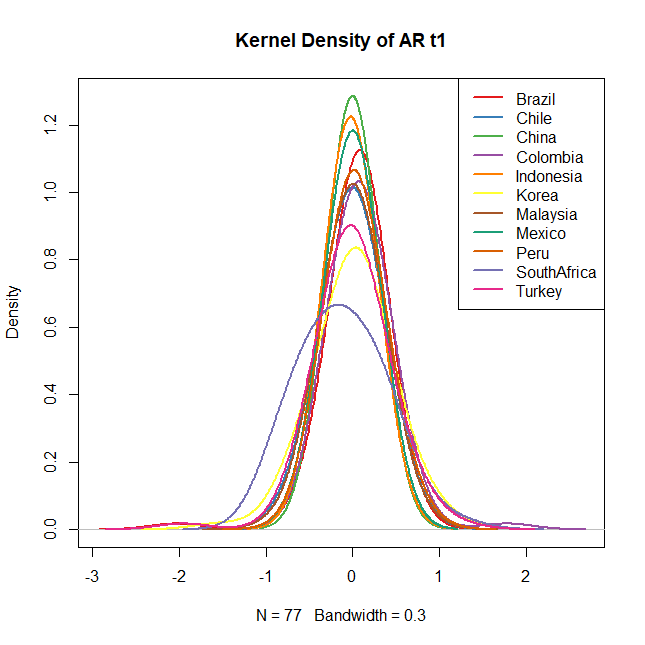 Kernel Density of AR t1
Brazil
Chile
China
Colombia
Indonesia
Korea
Malaysia
Mexico
Peru
SouthAfrica
Turkey
Density
1.2
1.0
0.8
0.6
0.4
0.2
0.0
-3 -2 -1 0 1 2
N = 77 Bandwidth = 0.3